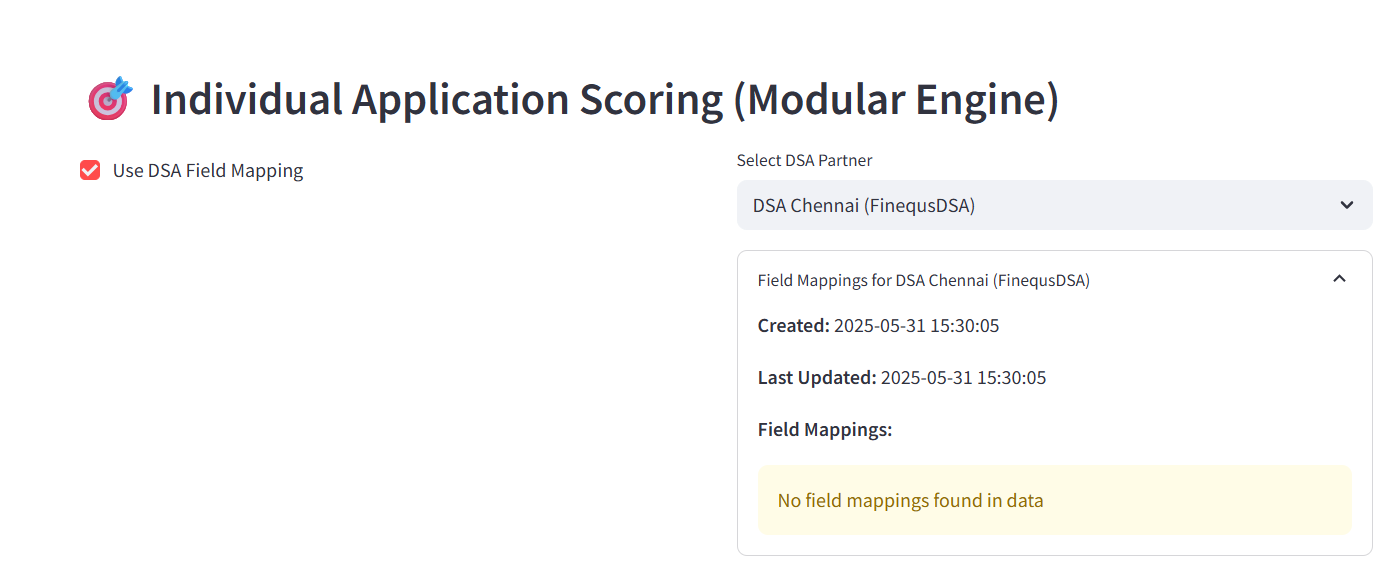 Individual Application Scoring (Modular Engine)
Use DSA Field Mapping
Select DSA Partner
DSA Chennai (FinequsDSA)
Field Mappings for DSA Chennai (FinequsDSA)
Created: 2025-05-31 15:30:05
Last Updated: 2025-05-31 15:30:05
Field Mappings:
No field mappings found in data